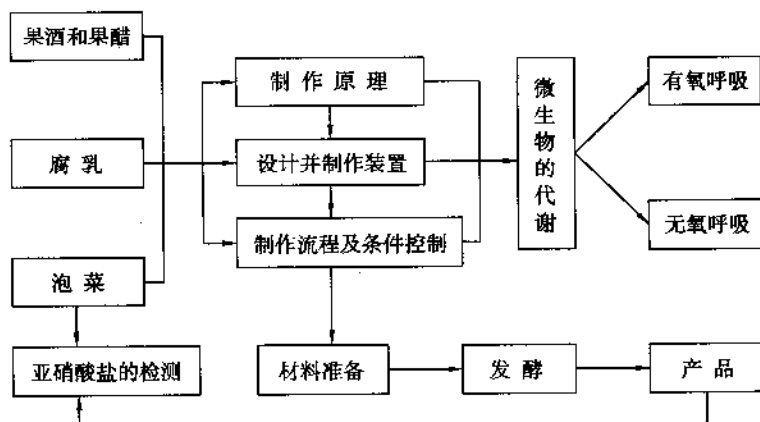 果酒和果醋
制作原理
微生物的代谢
有氧呼吸
腐乳
设计并制作装置
无氧呼吸
制作流程及条件控制
泡菜
亚硝酸盐的检测
材料准备
发酵
产品